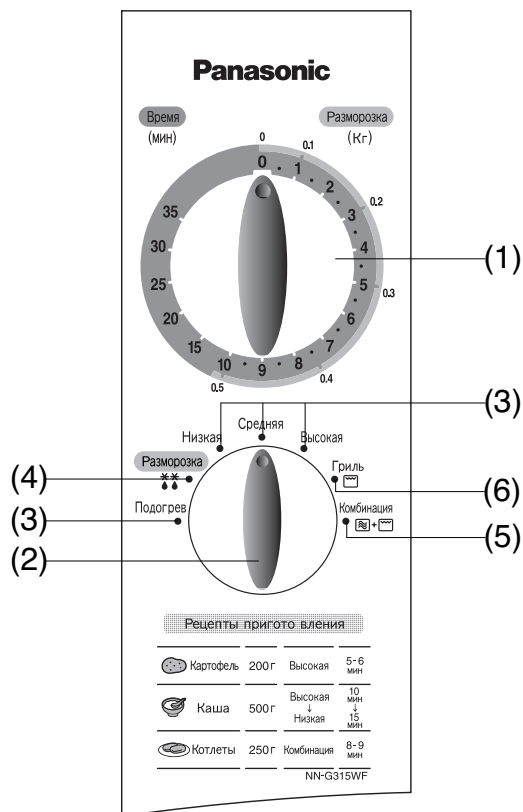 Panasonic
Время Разморозка
(мин) (Кг)
0 0.1 0.2 0.3 0.4 0.5
0 1 2 3 4 5 6 7 8 9 10 15 20 25 30 35
(1)
(3)
Низкая Средняя Высокая
(4) Разморозка Гриль (6)
(3) Подогрев Комбинация (5)
+
(2)
Рецепты пригото вления
Картофель 200г Высокая 5-6 мин
Каша 500г Высокая ↓ Низкая 10 мин ↓ 15 мин
Котлеты 250г Комбинация 8-9 мин
NN-G315WF